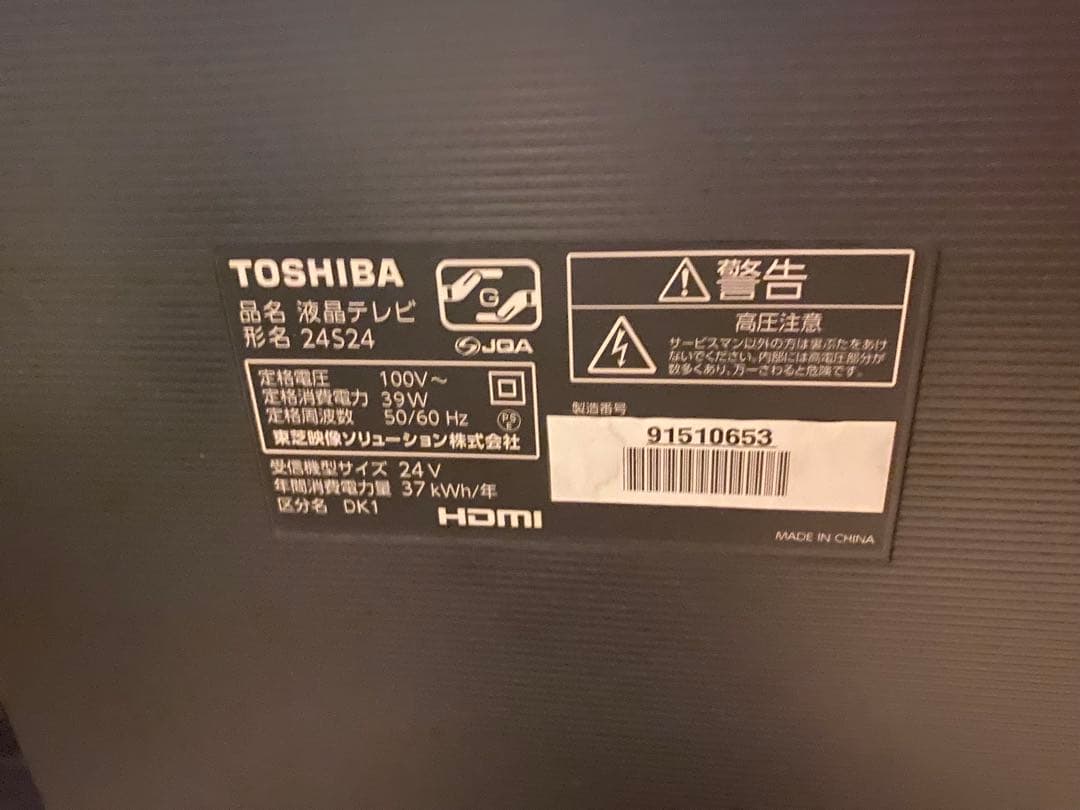 TOSHIBA
品名 液晶テレビ
形名 24S24
G
JQA
定格電圧 100V～
定格消費電力 39W
定格周波数 50/60 Hz
PS
E
東芝映像ソリューション株式会社
受信機型サイズ 24V
年間消費電力量 37 kWh/年
区分名 DK1
HDMI
警告
高圧注意
サービスマン以外の方は裏ぶたをあけ
ないでください。内部には高電圧部分が
数多くあり、万一さわると危険です。
製造番号
91510653
MADE IN CHINA